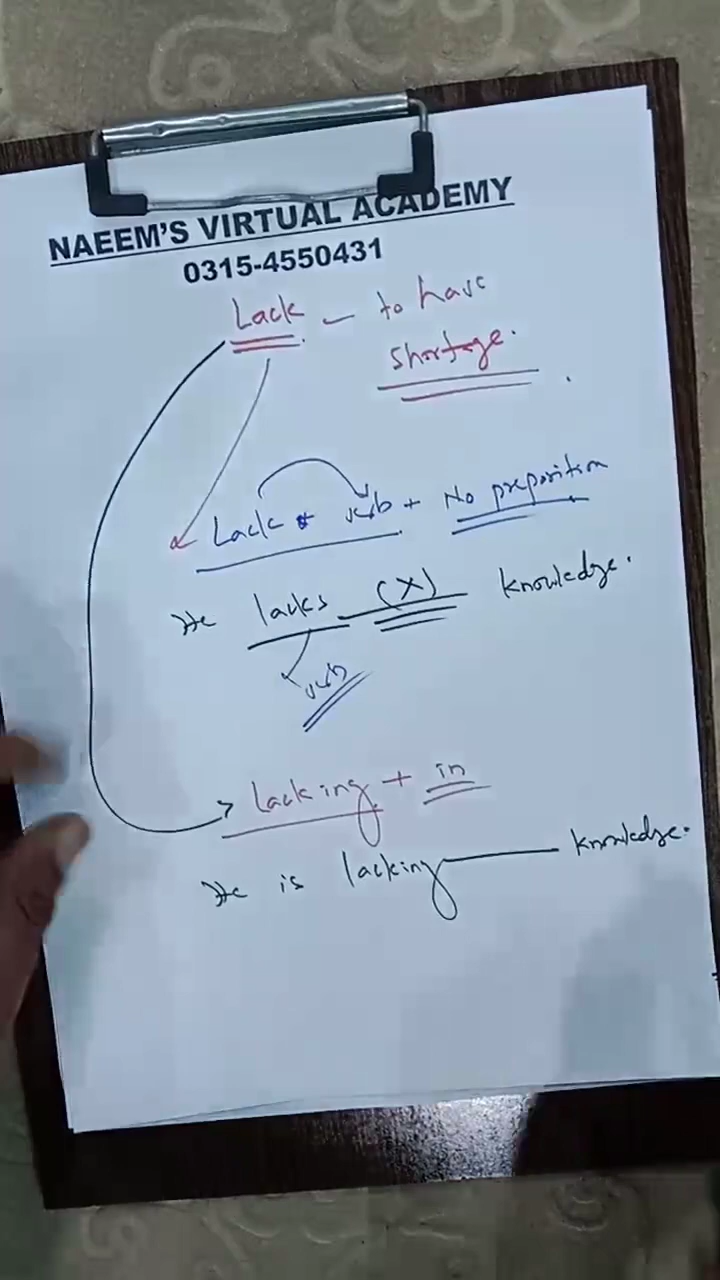 NAEEM'S VIRTUAL ACADEMY
0315-4550431
Lack – to have
shortage.
Lack * verb + No preposition
He lacks (X) knowledge.
verb
lacking + in
He is lacking knowledge.